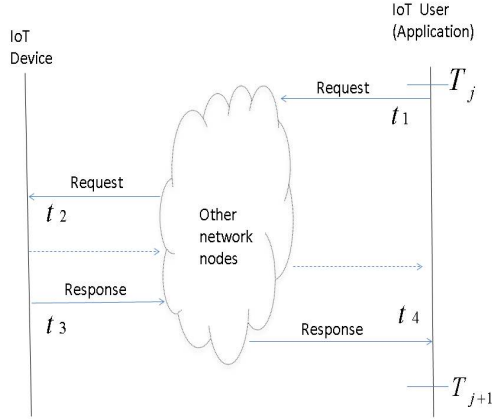 IoT User
(Application)
IoT
Device
T j
Request
t 1
Request
t 2
Other
network
nodes
Response
t 3
t 4
Response
T j+1